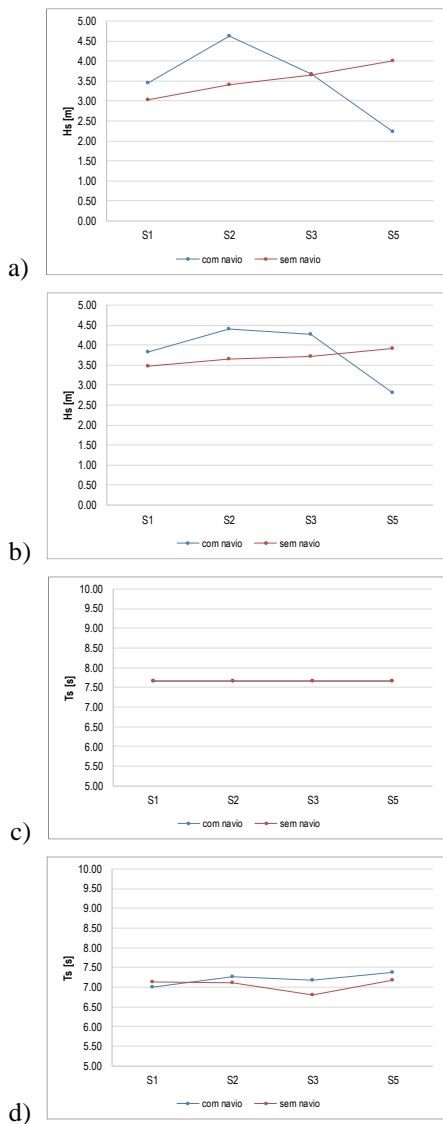 a)
Hs [m]
5.00
4.50
4.00
3.50
3.00
2.50
2.00
1.50
1.00
0.50
0.00
S1 S2 S3 S5
com navio sem navio
b)
Hs [m]
5.00
4.50
4.00
3.50
3.00
2.50
2.00
1.50
1.00
0.50
0.00
S1 S2 S3 S5
com navio sem navio
c)
Ts [s]
10.00
9.50
9.00
8.50
8.00
7.50
7.00
6.50
6.00
5.50
5.00
S1 S2 S3 S5
com navio sem navio
d)
Ts [s]
10.00
9.50
9.00
8.50
8.00
7.50
7.00
6.50
6.00
5.50
5.00
S1 S2 S3 S5
com navio sem navio